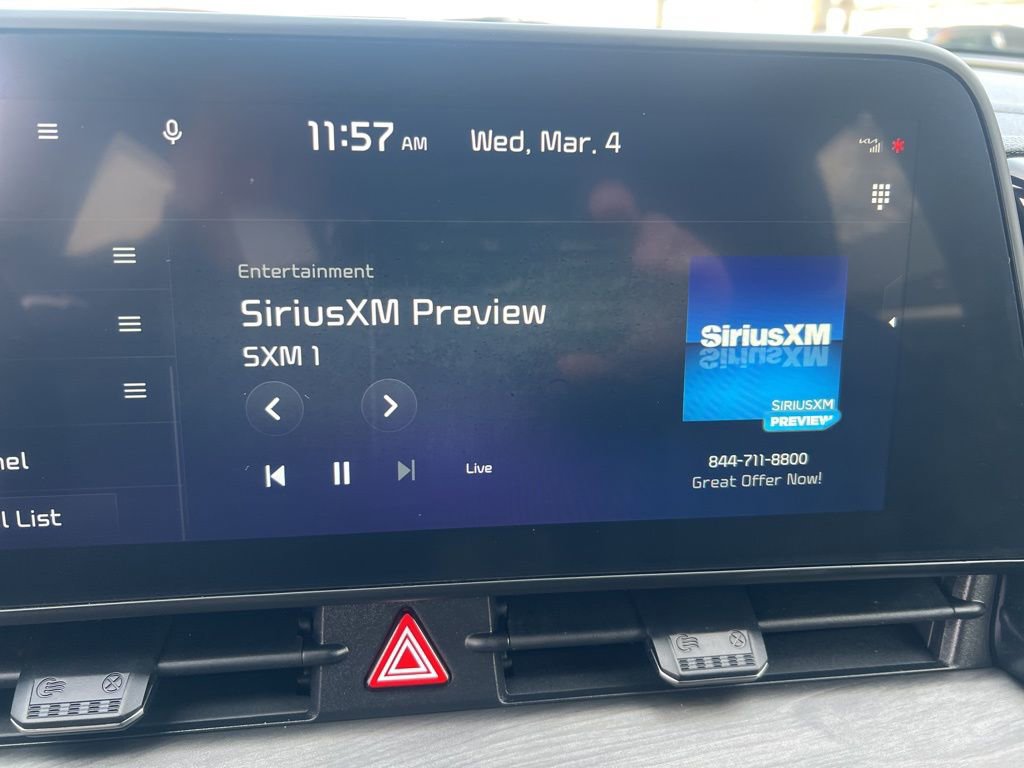 11:57 AM Wed, Mar. 4
KIA
Entertainment
SiriusXM Preview
SXM 1
Live
SiriusXM
SIRIUSXM
PREVIEW
844-711-8800
Great Offer Now!
nel
l List